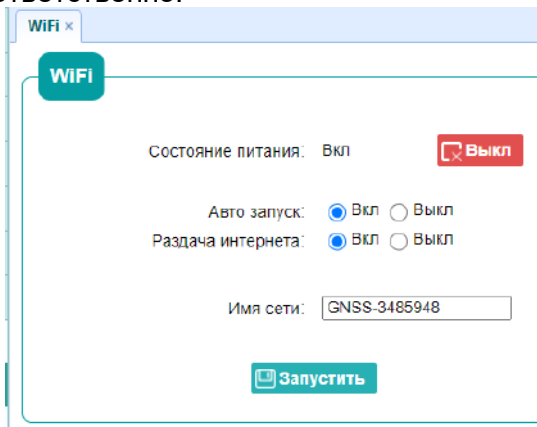 WiFi ×
WiFi
Состояние питания: Вкл Выкл
Авто запуск: Вкл Выкл
Раздача интернета: Вкл Выкл
Имя сети: GNSS-3485948
Запустить